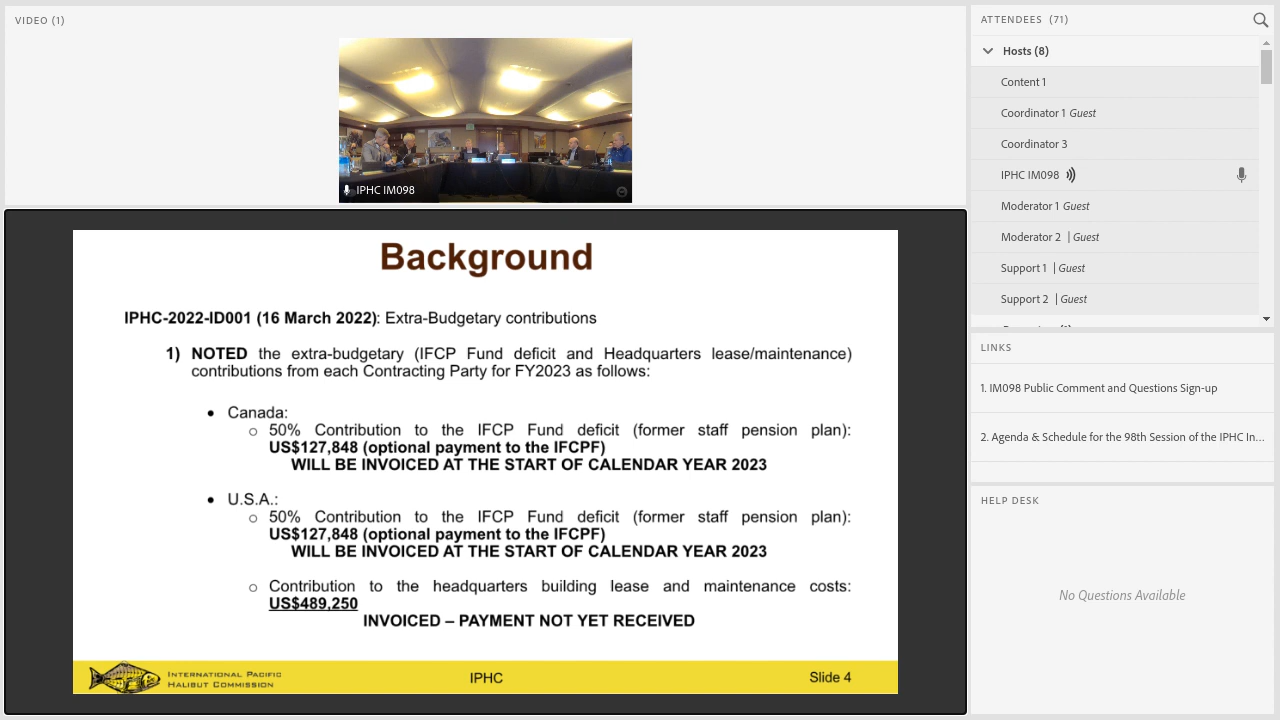 VIDEO (1)
IPHC IM098
Background
IPHC-2022-ID001 (16 March 2022): Extra-Budgetary contributions
1) NOTED the extra-budgetary (IFCP Fund deficit and Headquarters lease/maintenance)
contributions from each Contracting Party for FY2023 as follows:
• Canada:
o 50% Contribution to the IFCP Fund deficit (former staff pension plan):
US$127,848 (optional payment to the IFCPF)
WILL BE INVOICED AT THE START OF CALENDAR YEAR 2023
• U.S.A.:
o 50% Contribution to the IFCP Fund deficit (former staff pension plan):
US$127,848 (optional payment to the IFCPF)
WILL BE INVOICED AT THE START OF CALENDAR YEAR 2023
o Contribution to the headquarters building lease and maintenance costs:
US$489,250
INVOICED – PAYMENT NOT YET RECEIVED
INTERNATIONAL PACIFIC
HALIBUT COMMISSION
IPHC
Slide 4
ATTENDEES (71)
Hosts (8)
Content 1
Coordinator 1 Guest
Coordinator 3
IPHC IM098
Moderator 1 Guest
Moderator 2 | Guest
Support 1 | Guest
Support 2 | Guest
LINKS
1. IM098 Public Comment and Questions Sign-up
2. Agenda & Schedule for the 98th Session of the IPHC In...
HELP DESK
No Questions Available